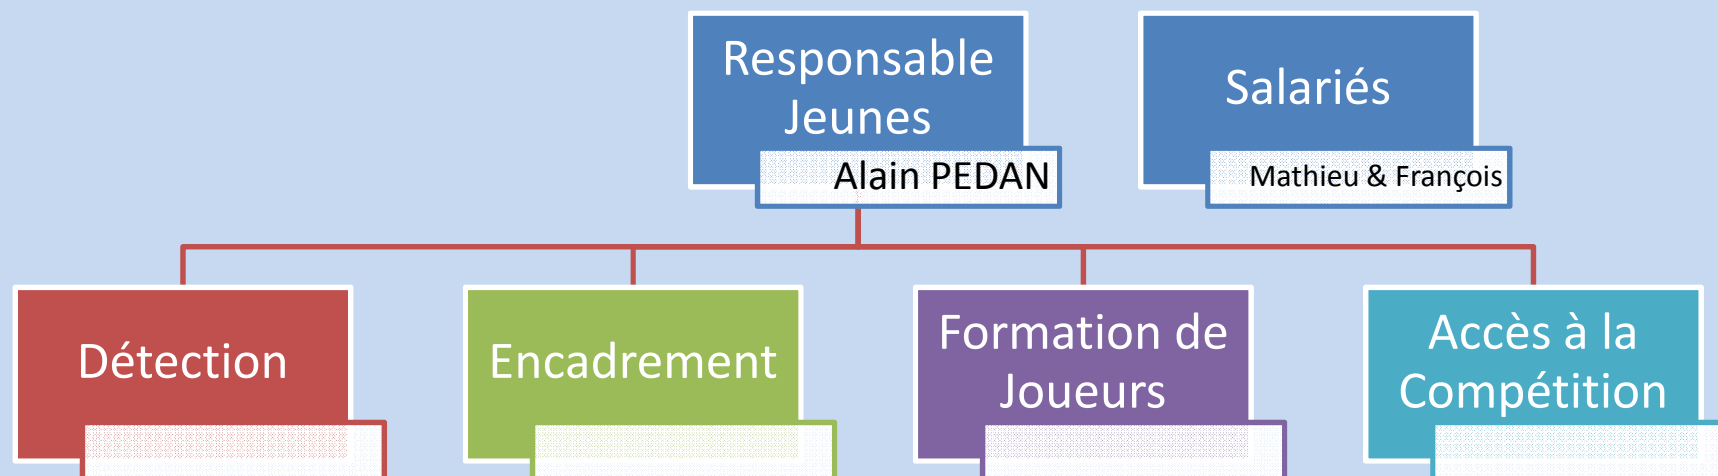 Responsable
Jeunes
Alain PEDAN
Salariés
Mathieu & François
Détection
Encadrement
Formation de
Joueurs
Accès à la
Compétition